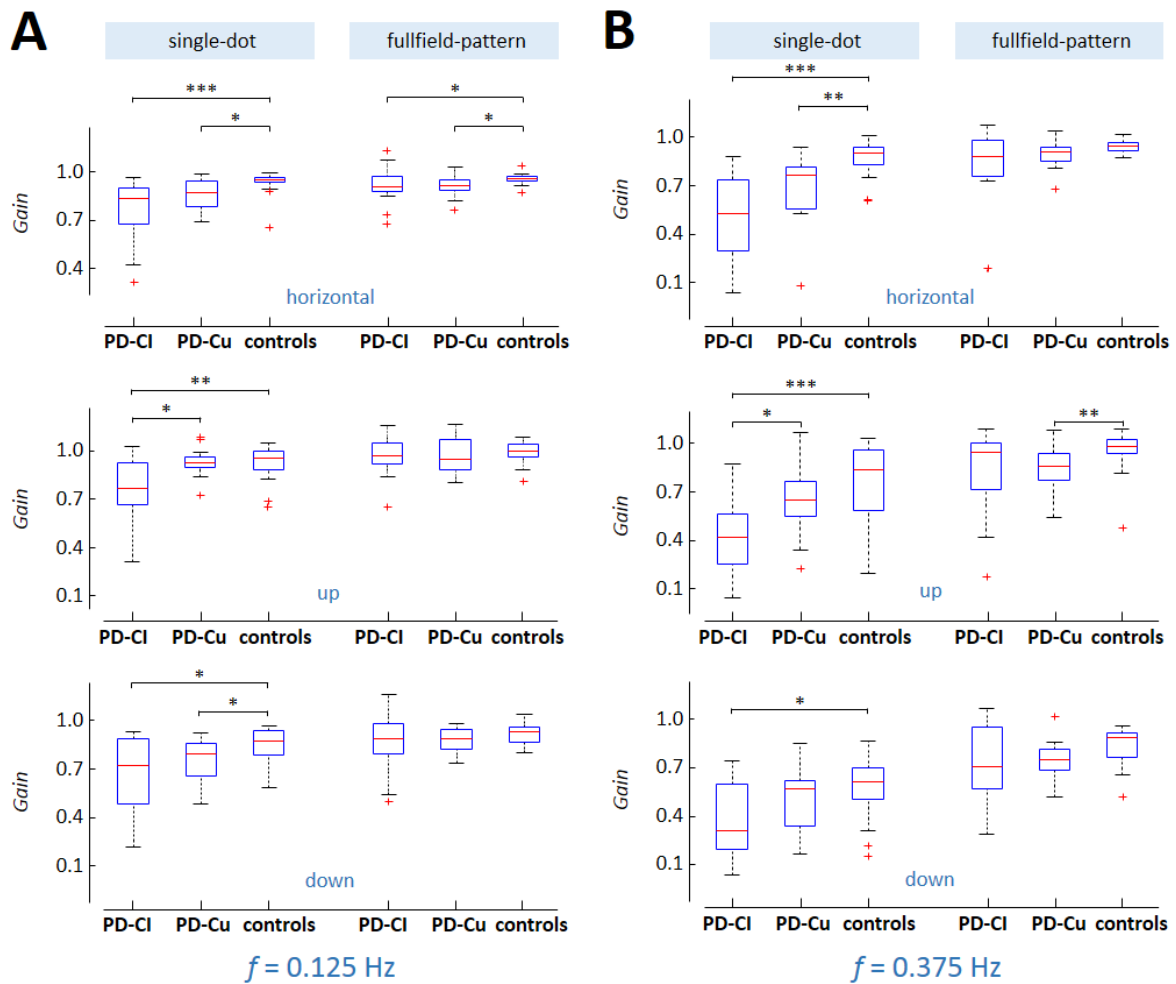 A
B
single-dot fullfield-pattern
single-dot fullfield-pattern
*** *
* *
Gain
1.0
0.7
0.4
horizontal
PD-CI PD-Cu controls PD-CI PD-Cu controls
***
**
Gain
1.0
0.7
0.4
0.1
horizontal
PD-CI PD-Cu controls PD-CI PD-Cu controls
**
*
Gain
1.0
0.7
0.4
0.1
up
PD-CI PD-Cu controls PD-CI PD-Cu controls
***
* **
Gain
1.0
0.7
0.4
0.1
up
PD-CI PD-Cu controls PD-CI PD-Cu controls
*
*
Gain
1.0
0.7
0.4
0.1
down
PD-CI PD-Cu controls PD-CI PD-Cu controls
*
Gain
1.0
0.7
0.4
0.1
down
PD-CI PD-Cu controls PD-CI PD-Cu controls
f = 0.125 Hz
f = 0.375 Hz